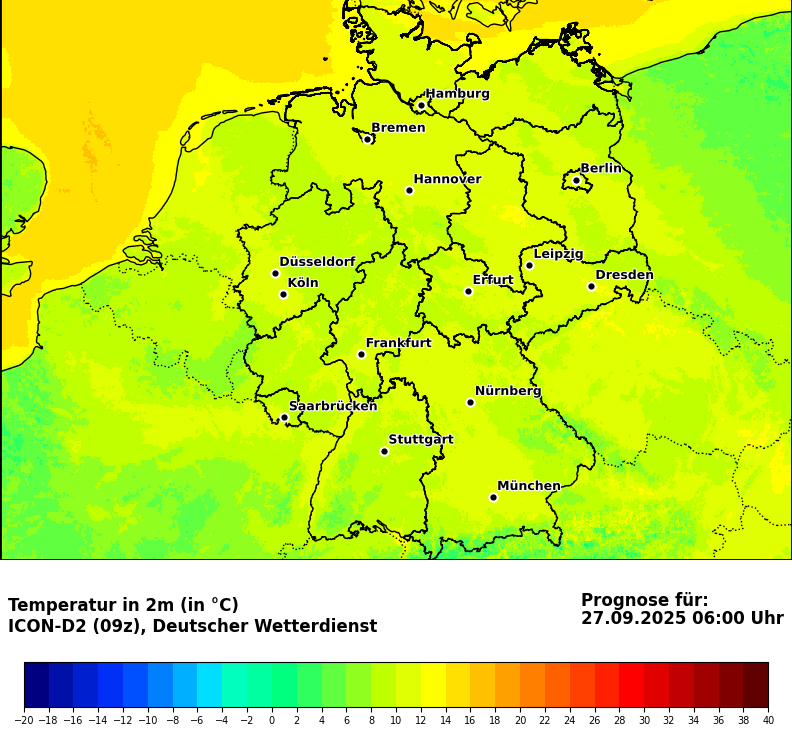 Hamburg
Bremen
Berlin
Hannover
Leipzig
Düsseldorf
Dresden
Köln
Erfurt
Frankfurt
Nürnberg
Saarbrücken
Stuttgart
München
Temperatur in 2m (in °C)
ICON-D2 (09z), Deutscher Wetterdienst
Prognose für:
27.09.2025 06:00 Uhr
−20 −18 −16 −14 −12 −10 −8 −6 −4 −2 0 2 4 6 8 10 12 14 16 18 20 22 24 26 28 30 32 34 36 38 40